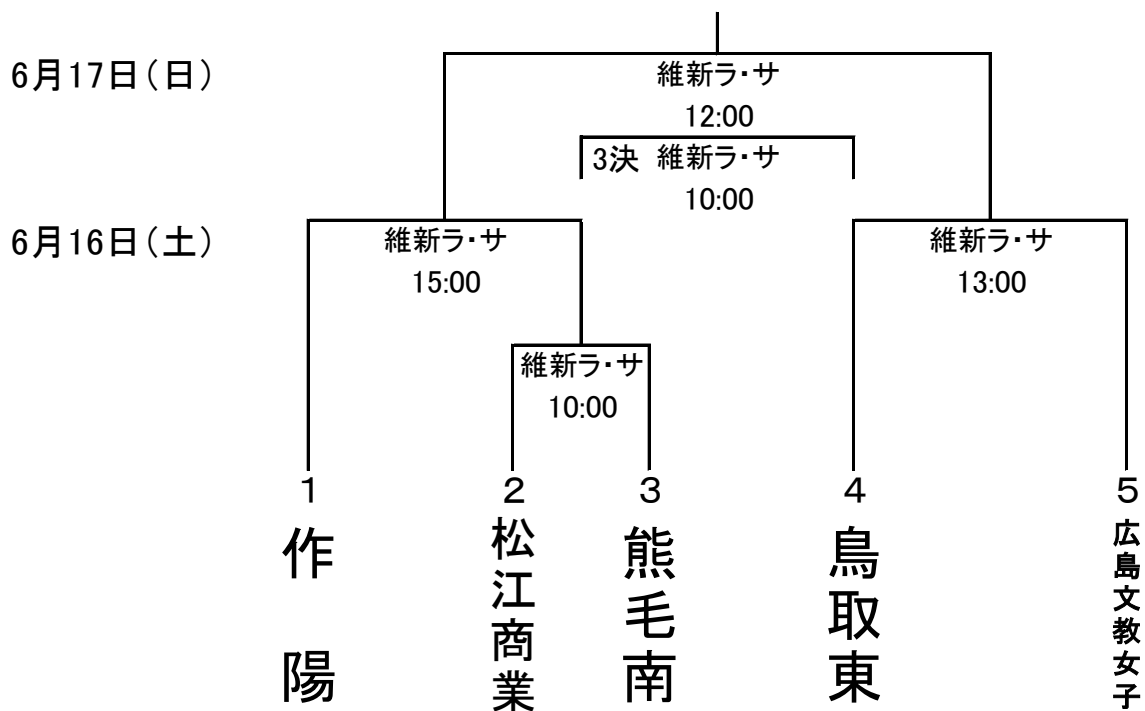 6月17日（日）
維新ラ・サ
12:00
3決 維新ラ・サ
10:00
6月16日（土）
維新ラ・サ
15:00
維新ラ・サ
13:00
維新ラ・サ
10:00
1
2
3
4
5
作陽
松江商業
熊毛南
鳥取東
広島文教女子